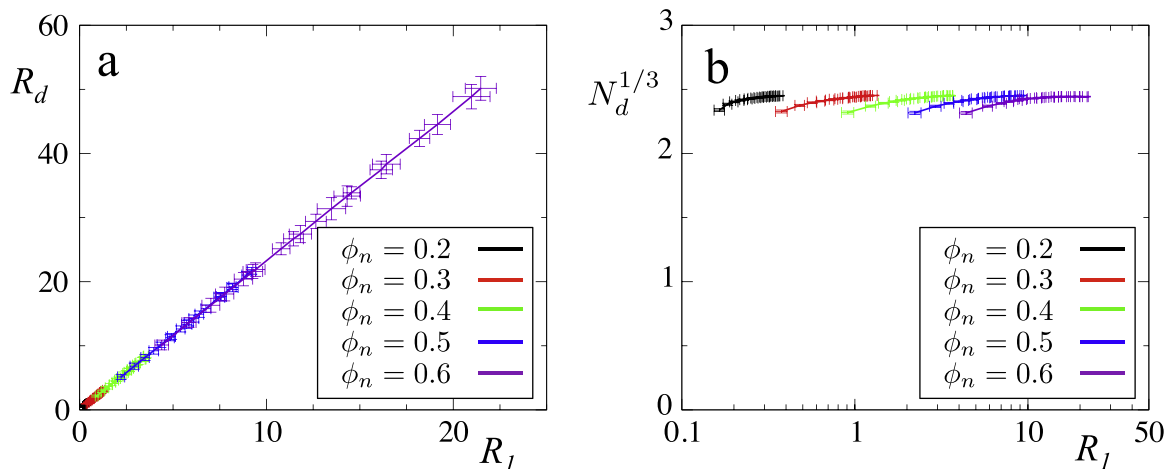 a
R_d
60
40
20
0
0 5 10 15 20
R_1
ϕ_n = 0.2
ϕ_n = 0.3
ϕ_n = 0.4
ϕ_n = 0.5
ϕ_n = 0.6
b
N_d^{1/3}
3
2
1
0
0.1 1 10 50
R_1
ϕ_n = 0.2
ϕ_n = 0.3
ϕ_n = 0.4
ϕ_n = 0.5
ϕ_n = 0.6